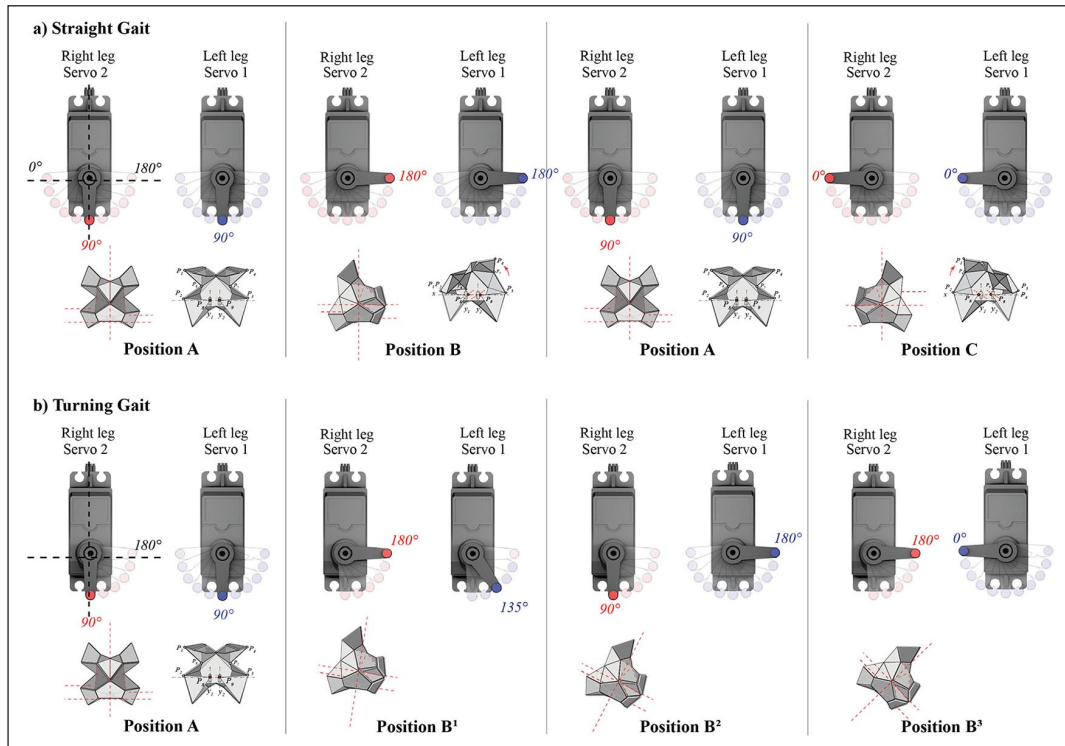 a) Straight Gait
Right leg
Servo 2
Left leg
Servo 1
0°
180°
90°
90°
Position A
Right leg
Servo 2
Left leg
Servo 1
180°
180°
Position B
Right leg
Servo 2
Left leg
Servo 1
90°
90°
Position A
Right leg
Servo 2
Left leg
Servo 1
0°
0°
Position C
b) Turning Gait
Right leg
Servo 2
Left leg
Servo 1
180°
90°
90°
Position A
Right leg
Servo 2
Left leg
Servo 1
180°
135°
Position B¹
Right leg
Servo 2
Left leg
Servo 1
180°
90°
Position B²
Right leg
Servo 2
Left leg
Servo 1
180°
0°
Position B³